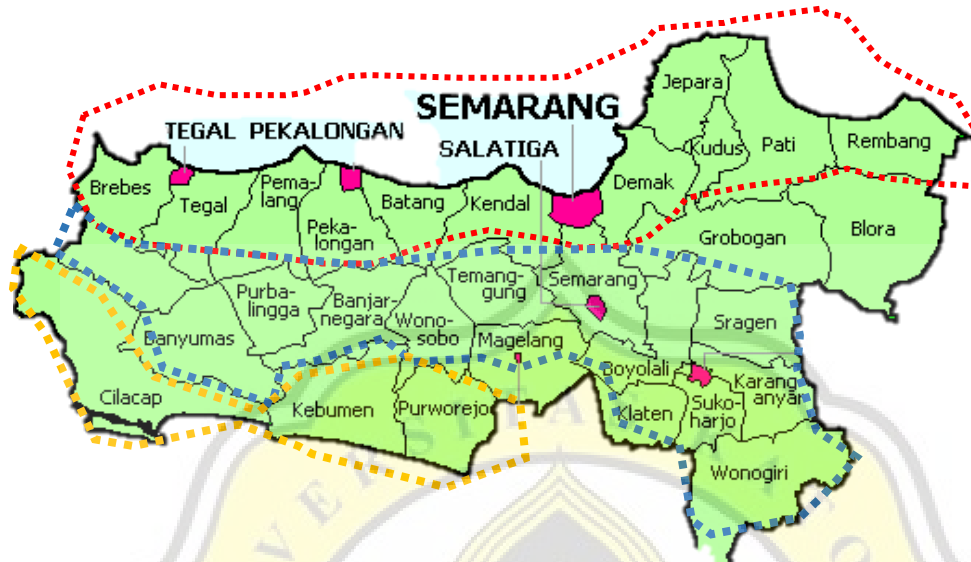 SEMARANG
TEGAL PEKALONGAN
SALATIGA
Jepara
Kudus
Pati
Rembang
Brebes
Tegal
Pema-
lang
Peka-
longan
Batang
Kendal
Demak
Grobogan
Blora
Purba-
lingga
Banjar-
negara
Temang-
gung
Semarang
Sragen
Banyumas
Wono-
sobo
Magelang
Boyolali
Karang
anyar
Cilacap
Kebumen
Purworejo
Klaten
Suko-
harjo
Wonogiri